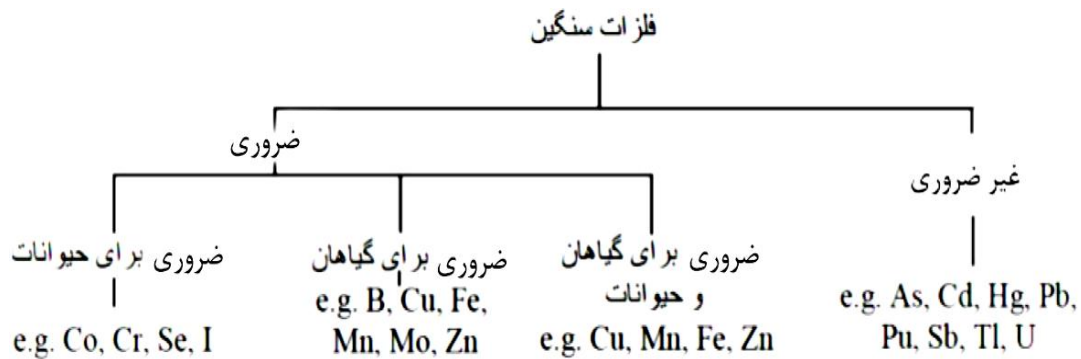 فلزات سنگین
ضروری
غیر ضروری
ضروری برای حیوانات
e.g. Co, Cr, Se, I
ضروری برای گیاهان
e.g. B, Cu, Fe,
Mn, Mo, Zn
ضروری برای گیاهان
و حیوانات
e.g. Cu, Mn, Fe, Zn
e.g. As, Cd, Hg, Pb,
Pu, Sb, Tl, U